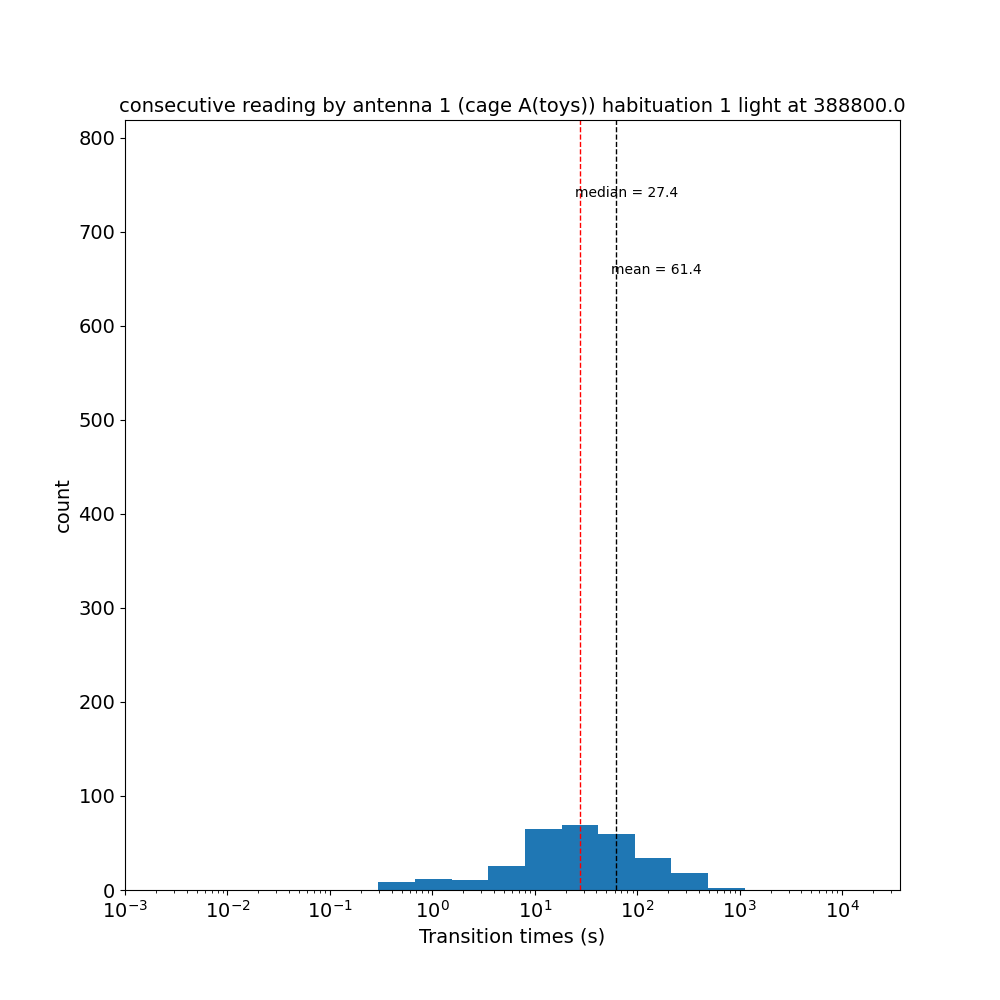 consecutive reading by antenna 1 (cage A(toys)) habituation 1 light at 388800.0
800
700
600
500
400
300
200
100
0
count
median = 27.4
mean = 61.4
10⁻³ 10⁻² 10⁻¹ 10⁰ 10¹ 10² 10³ 10⁴
Transition times (s)